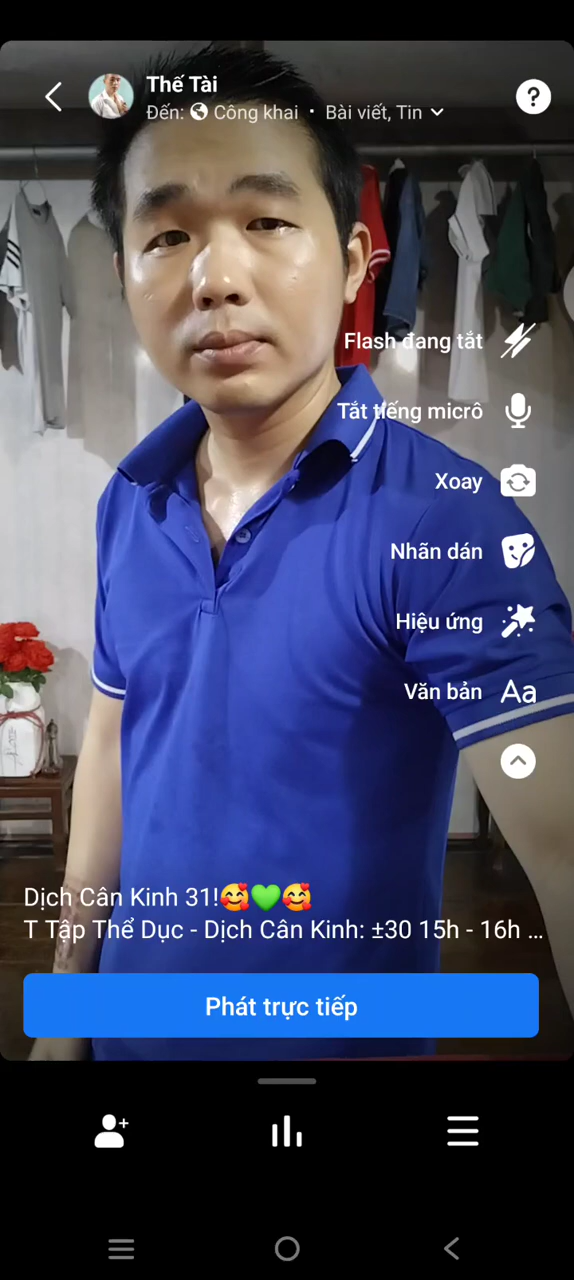 Thế Tài
Đến: Công khai · Bài viết, Tin
?
Flash đang tắt
Tắt tiếng micrô
Xoay
Nhãn dán
Hiệu ứng
Văn bản Aa
Dịch Cân Kinh 31!🥰💚🥰
T Tập Thể Dục - Dịch Cân Kinh: ±30 15h - 16h ...
Phát trực tiếp